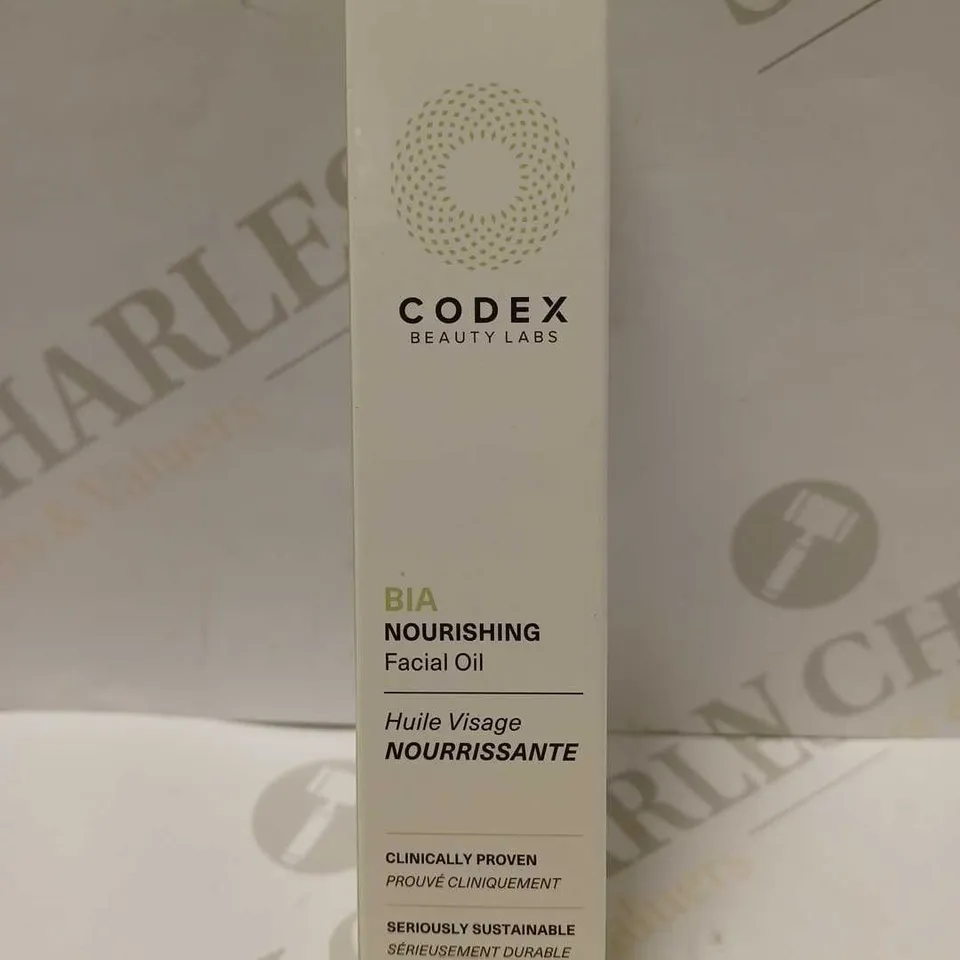 CODEX
BEAUTY LABS
BIA
NOURISHING
Facial Oil
Huile Visage
NOURRISSANTE
CLINICALLY PROVEN
PROUVÉ CLINIQUEMENT
SERIOUSLY SUSTAINABLE
SÉRIEUSEMENT DURABLE